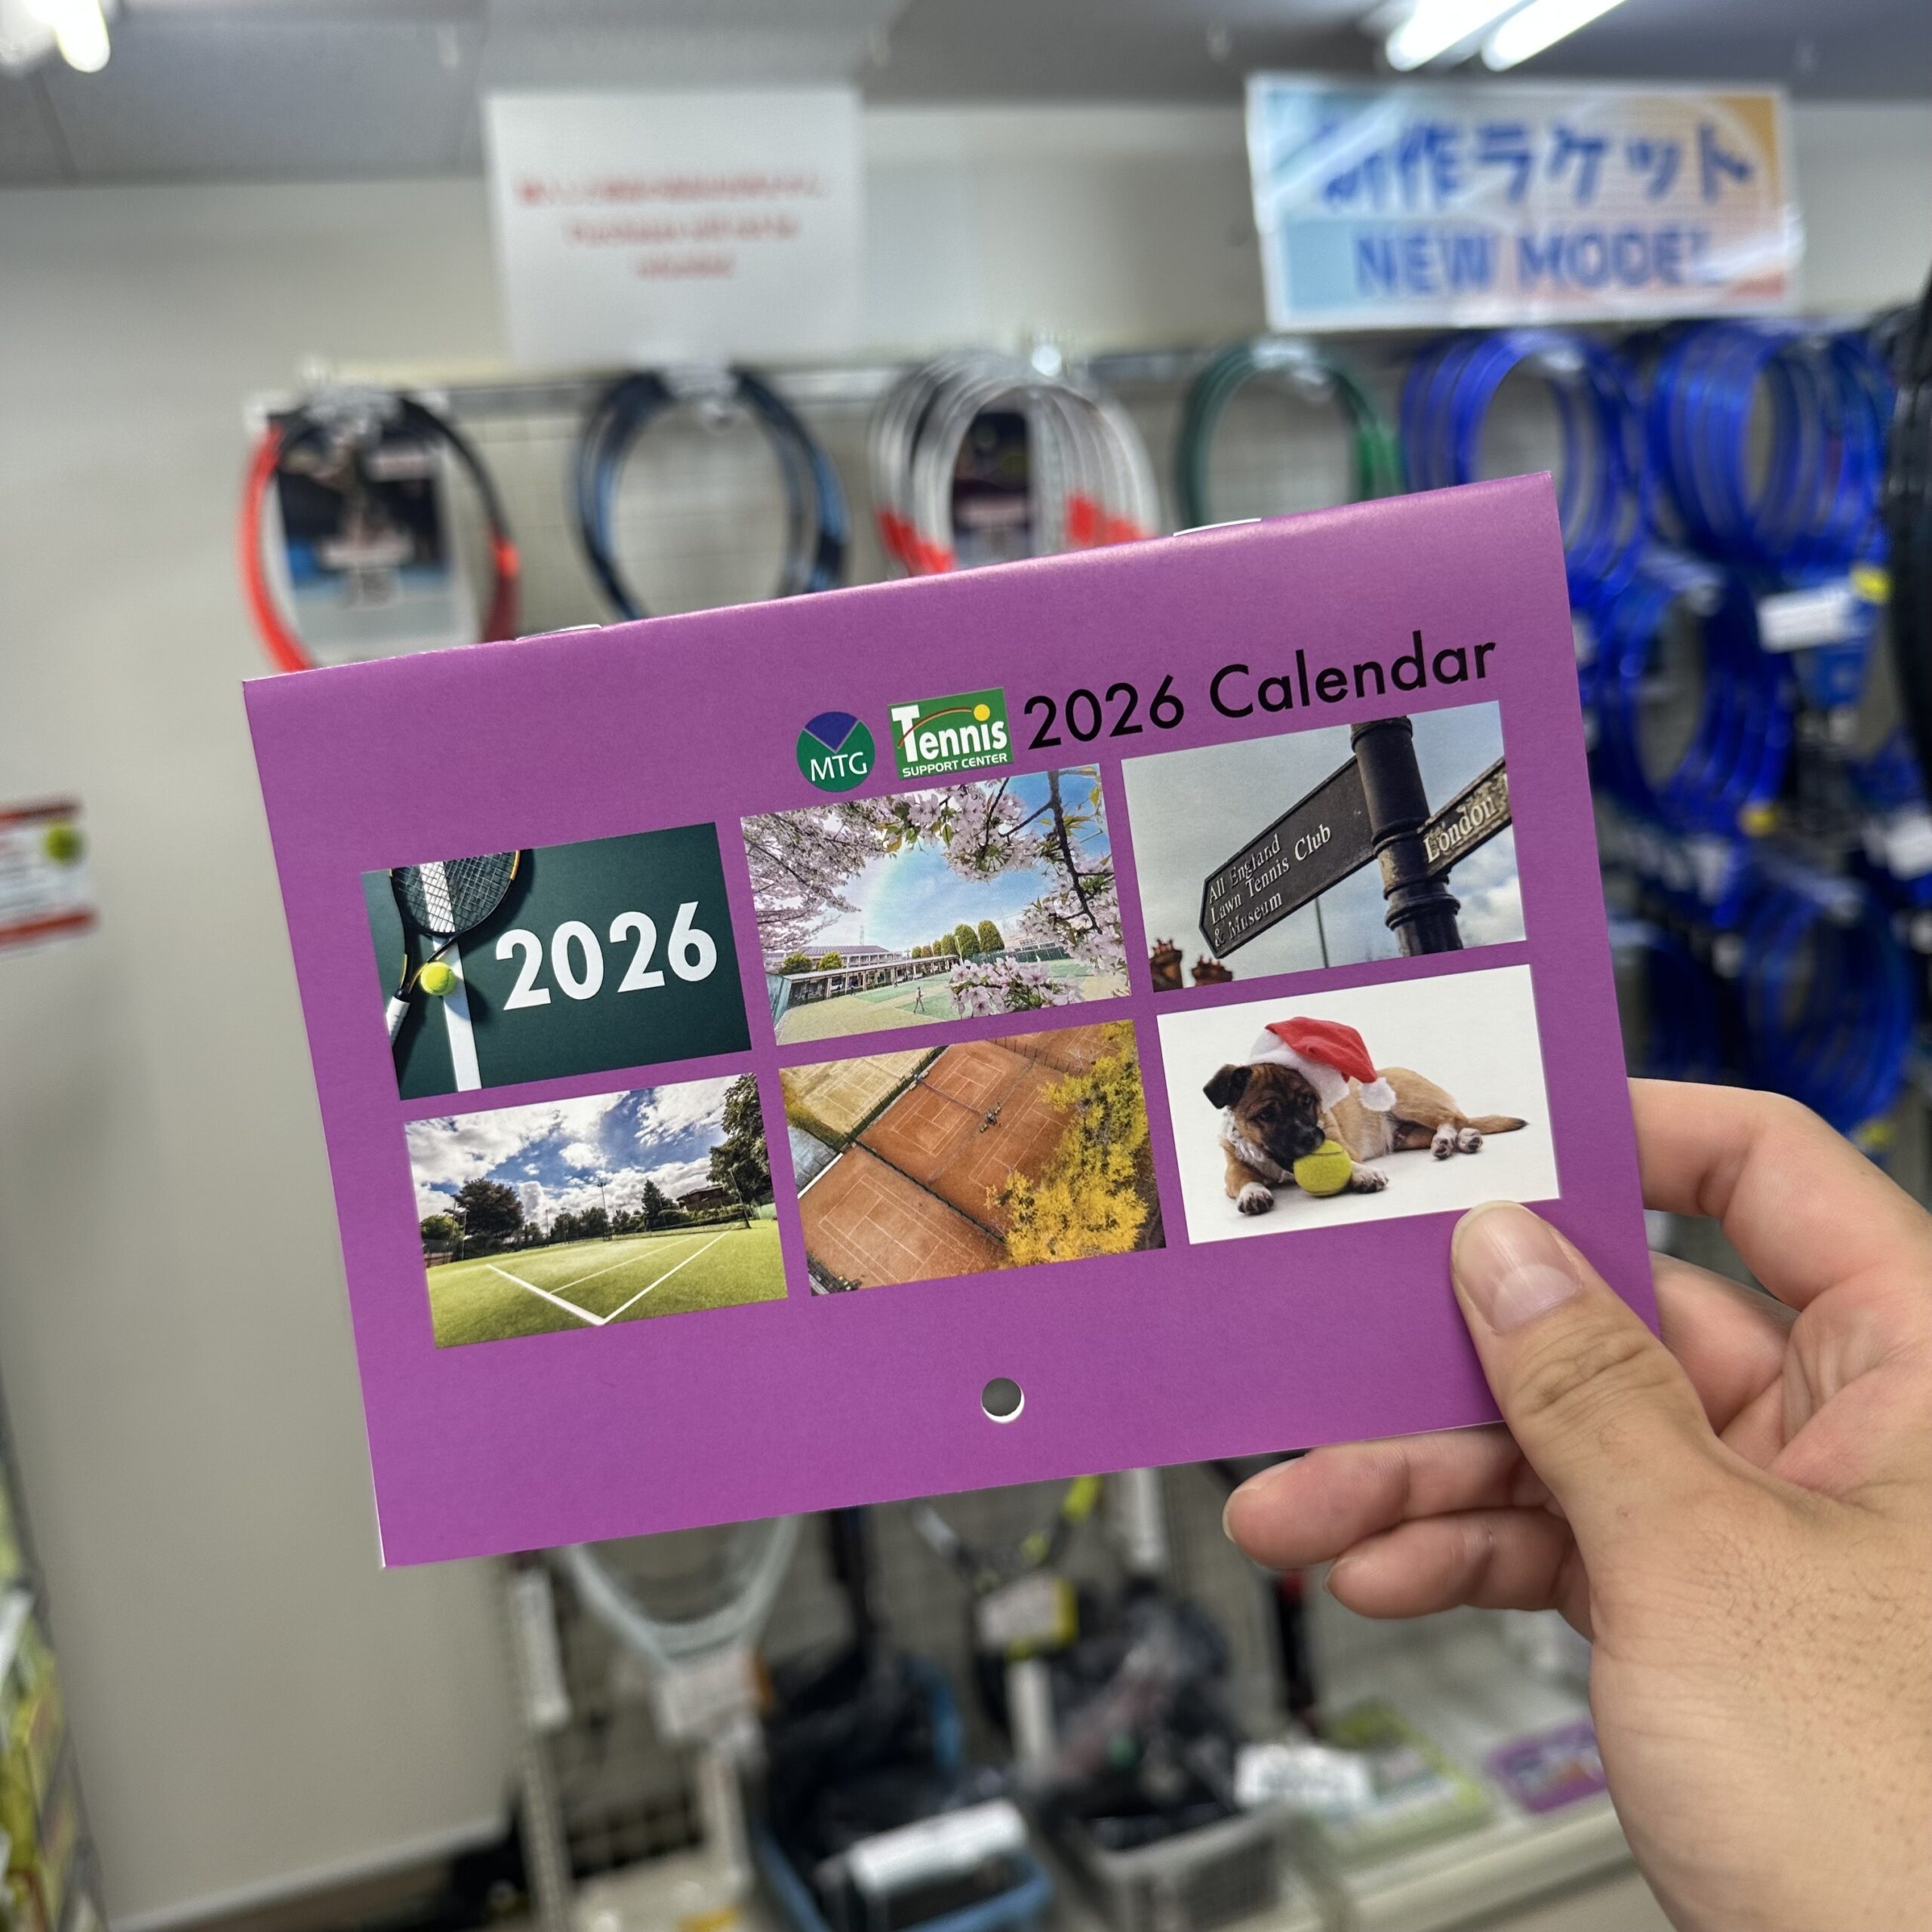 新作ラケット
NEW MODEL
MTG
Tennis
SUPPORT CENTER
2026 Calendar
2026
All England
Lawn Tennis Club
& Museum
London